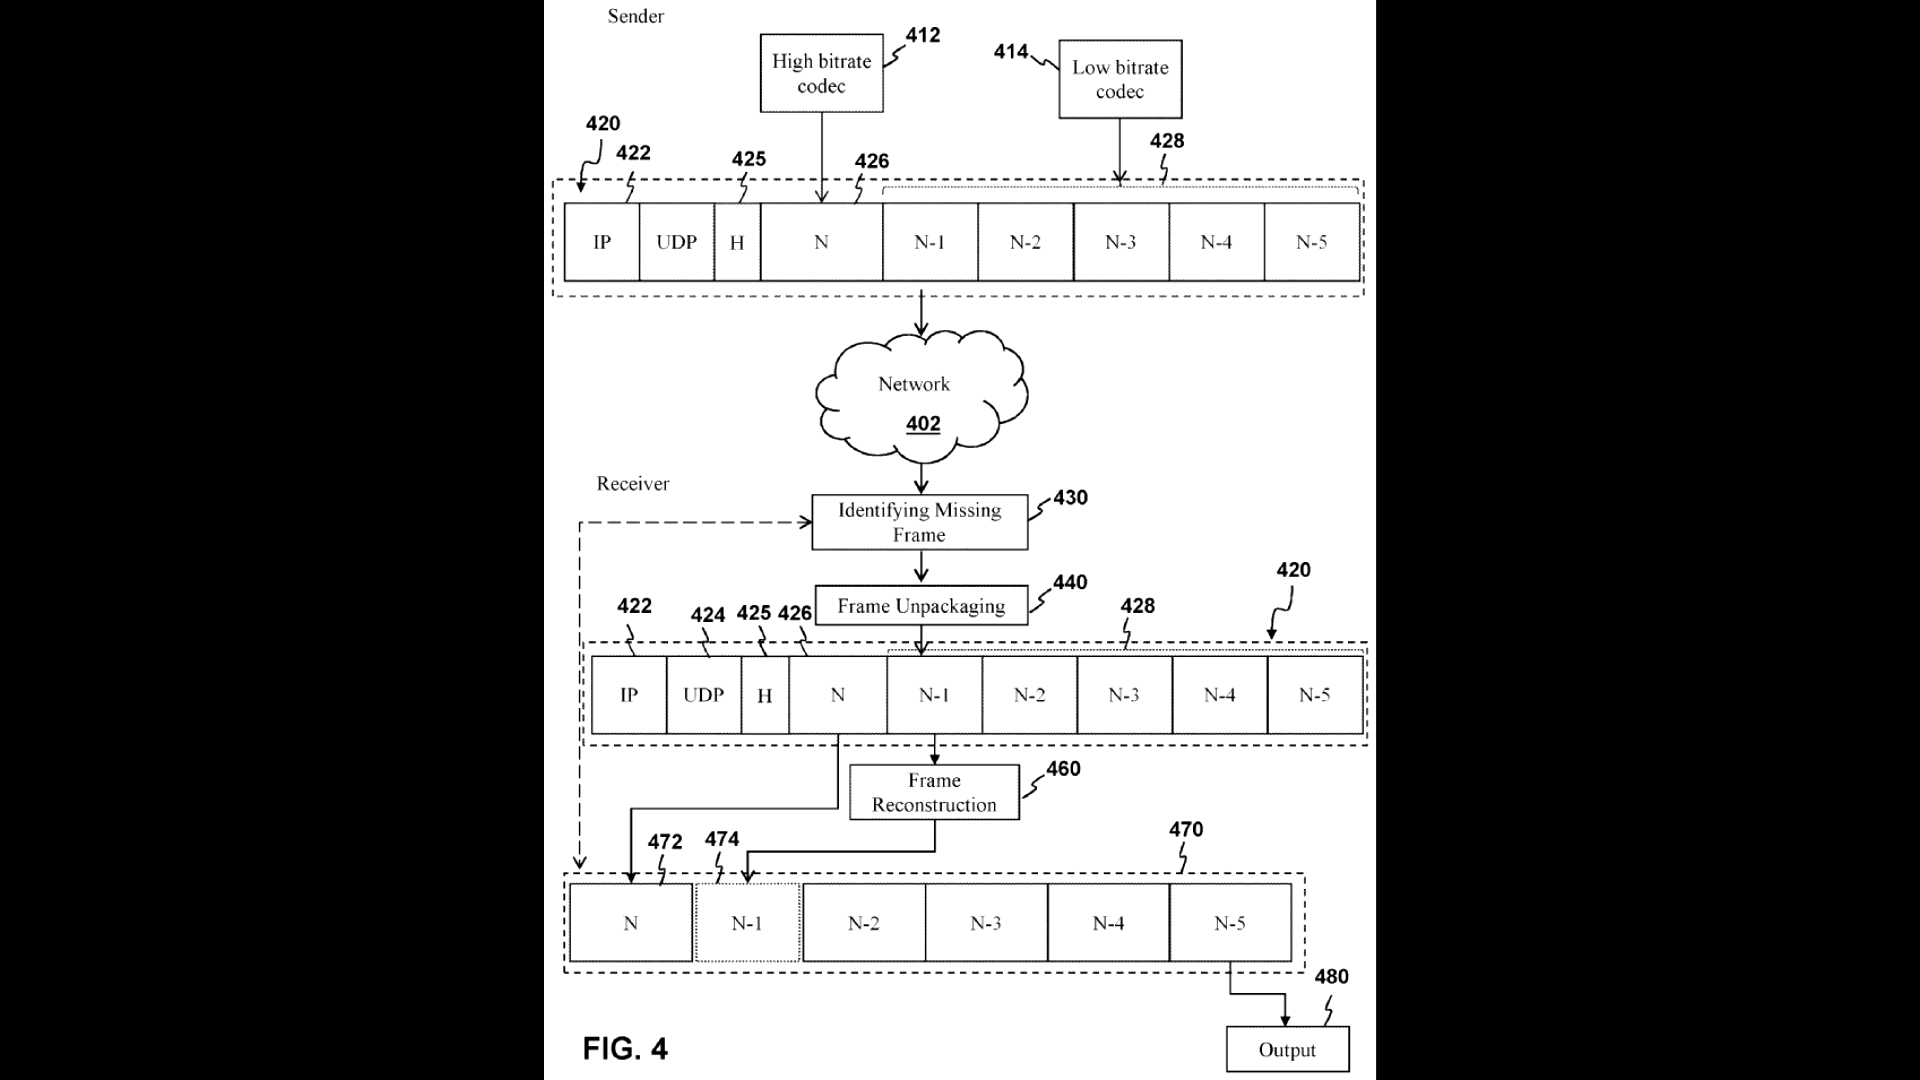 Sender
High bitrate
codec
412
414
Low bitrate
codec
420
422
425
426
428
IP
UDP
H
N
N-1
N-2
N-3
N-4
N-5
Network
402
Receiver
Identifying Missing
Frame
430
Frame Unpackaging
440
420
422
424
425
426
428
IP
UDP
H
N
N-1
N-2
N-3
N-4
N-5
Frame
Reconstruction
460
472
474
470
N
N-1
N-2
N-3
N-4
N-5
480
Output
FIG. 4